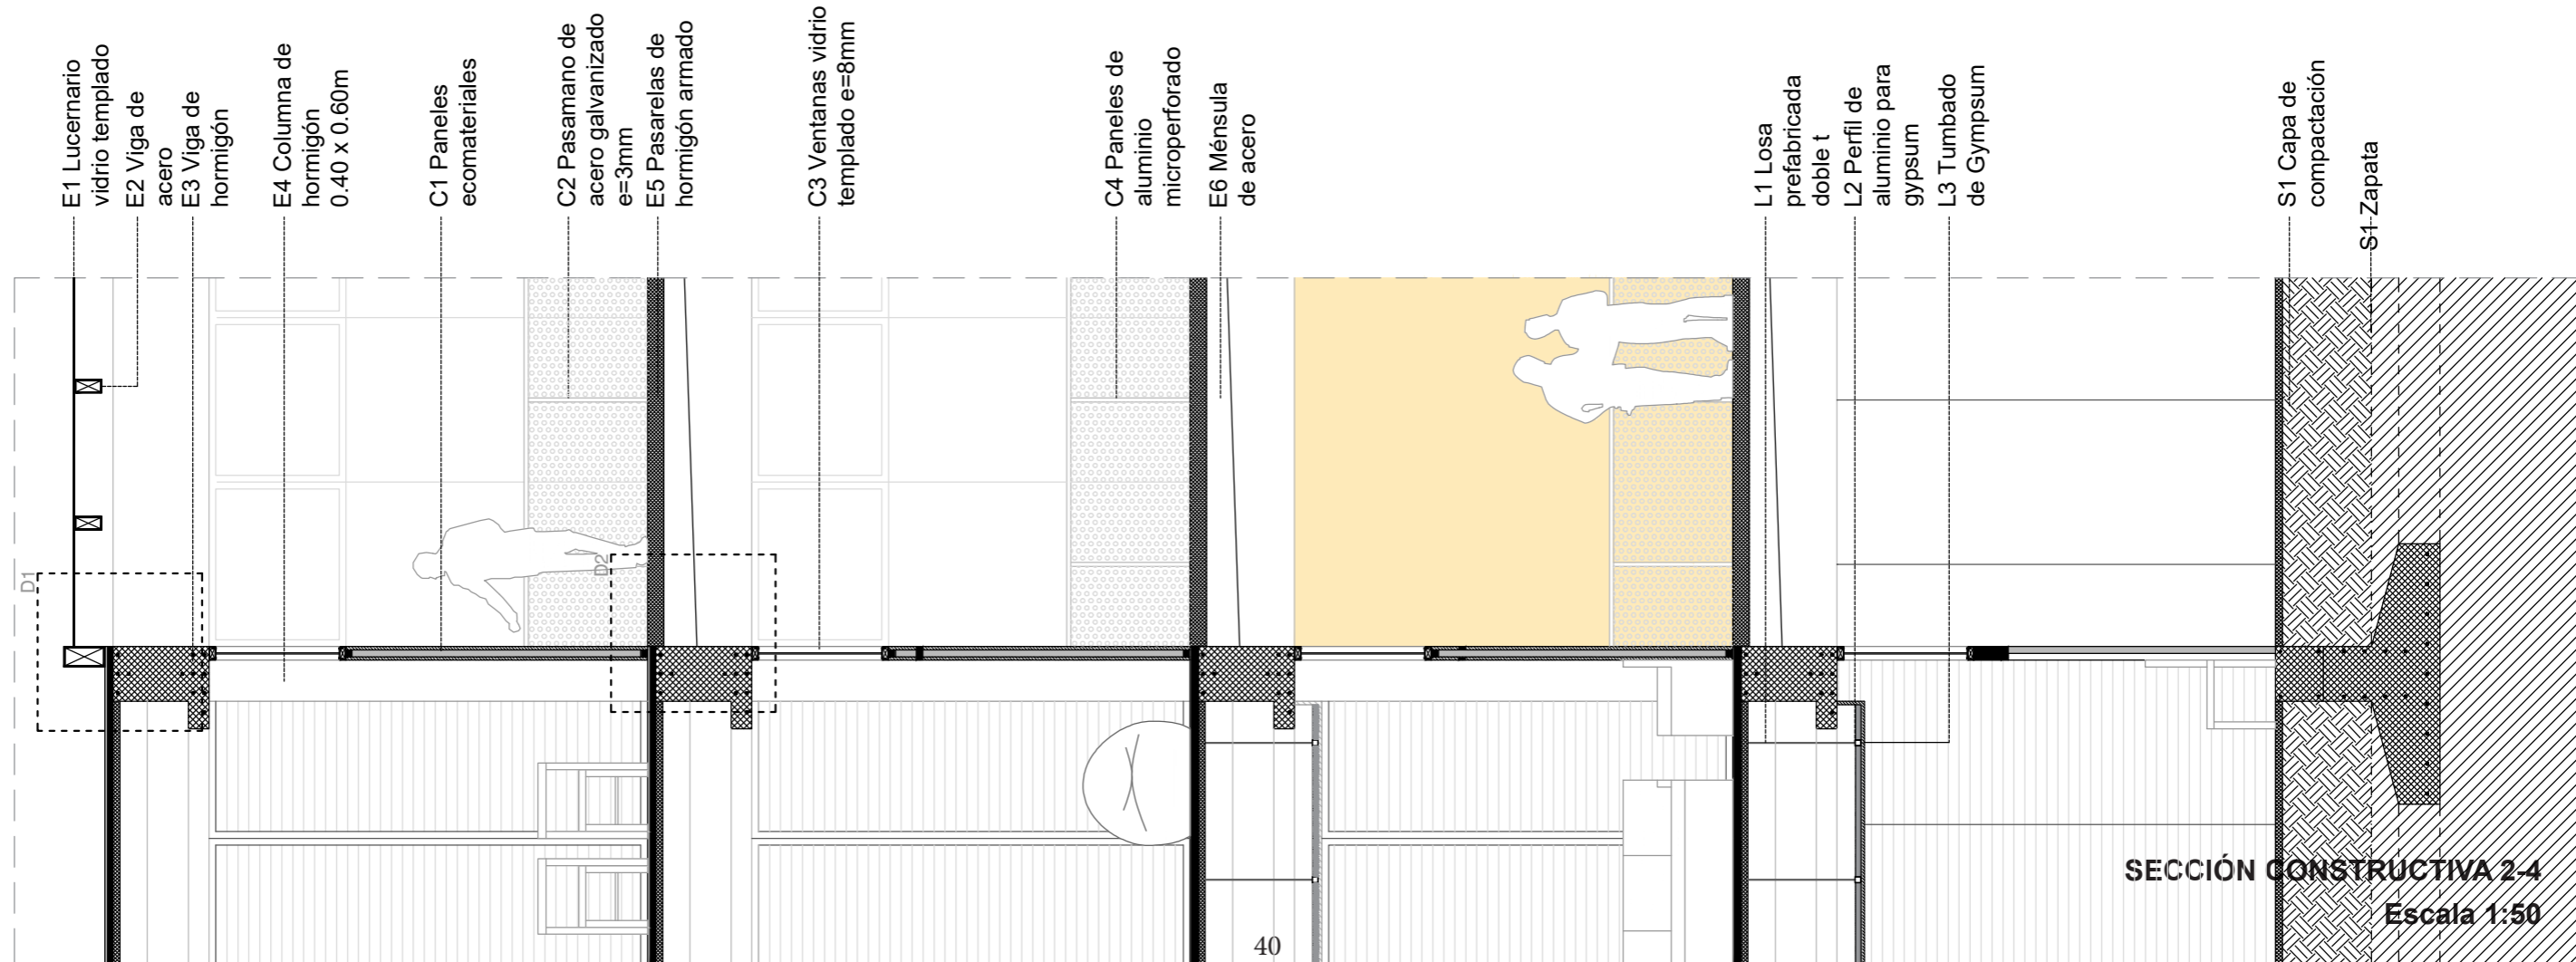 E1 Lucernario
vidrio templado
E2 Viga de
acero
E3 Viga de
hormigón
E4 Columna de
hormigón
0.40 x 0.60m
C1 Paneles
ecomateriales
C2 Pasamano de
acero galvanizado
e=3mm
E5 Pasarelas de
hormigón armado
C3 Ventanas vidrio
templado e=8mm
C4 Paneles de
aluminio
microperforado
E6 Ménsula
de acero
L1 Losa
prefabricada
doble t
L2 Perfil de
aluminio para
gypsum
L3 Tumbado
de Gympsum
S1 Capa de
compactación
S1 Zapata
D1
D2
SECCIÓN CONSTRUCTIVA 2-4
Escala 1:50
40